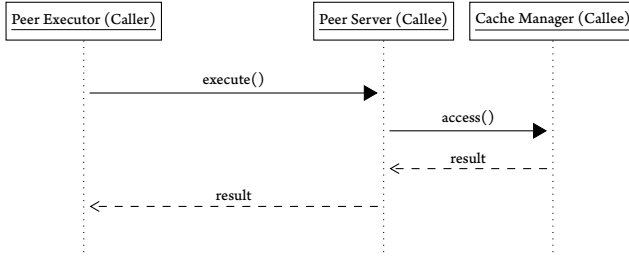 Peer Executor (Caller)
Peer Server (Callee)
Cache Manager (Callee)
execute()
access()
result
result